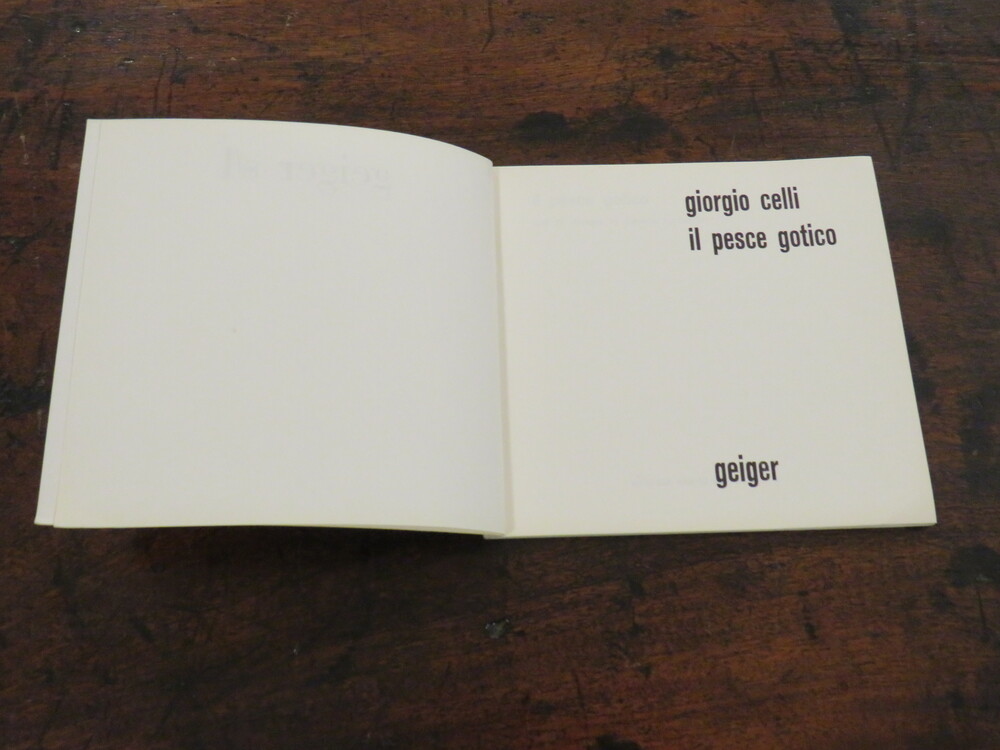 giorgio celli
il pesce gotico
geiger